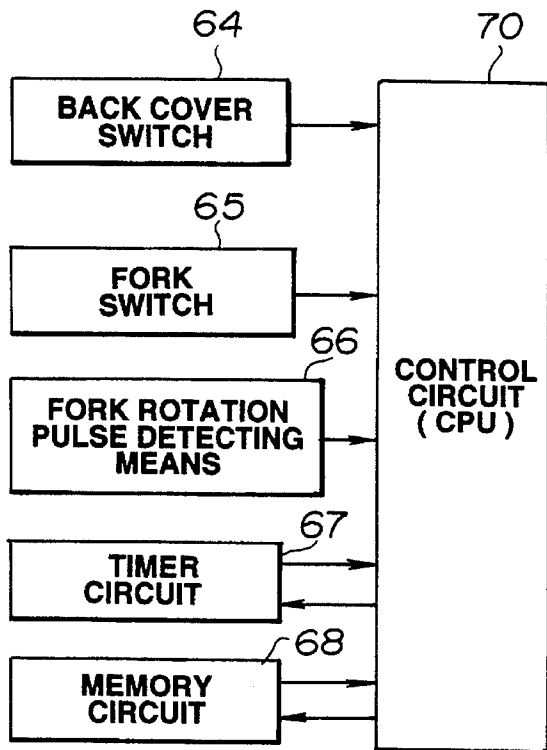 64
BACK COVER
SWITCH
65
FORK
SWITCH
66
FORK ROTATION
PULSE DETECTING
MEANS
67
TIMER
CIRCUIT
68
MEMORY
CIRCUIT
70
CONTROL
CIRCUIT
( CPU )